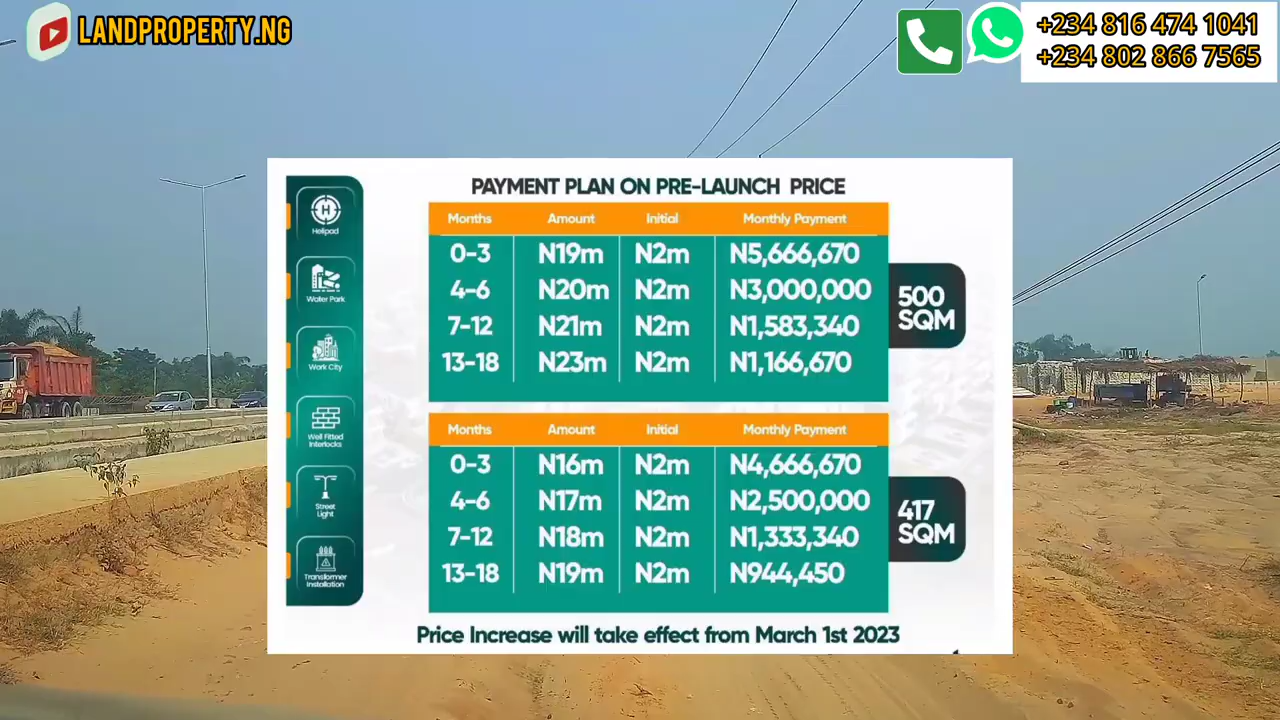 LANDPROPERTY.NG
+234 816 474 1041
+234 802 866 7565
PAYMENT PLAN ON PRE-LAUNCH PRICE
Helipad
Water Park
Work City
Well Fitted
Interlocks
Street
Light
Transformer
Installation
Months Amount Initial Monthly Payment
0-3 N19m N2m N5,666,670
4-6 N20m N2m N3,000,000
7-12 N21m N2m N1,583,340
13-18 N23m N2m N1,166,670
500
SQM
Months Amount Initial Monthly Payment
0-3 N16m N2m N4,666,670
4-6 N17m N2m N2,500,000
7-12 N18m N2m N1,333,340
13-18 N19m N2m N944,450
417
SQM
Price Increase will take effect from March 1st 2023